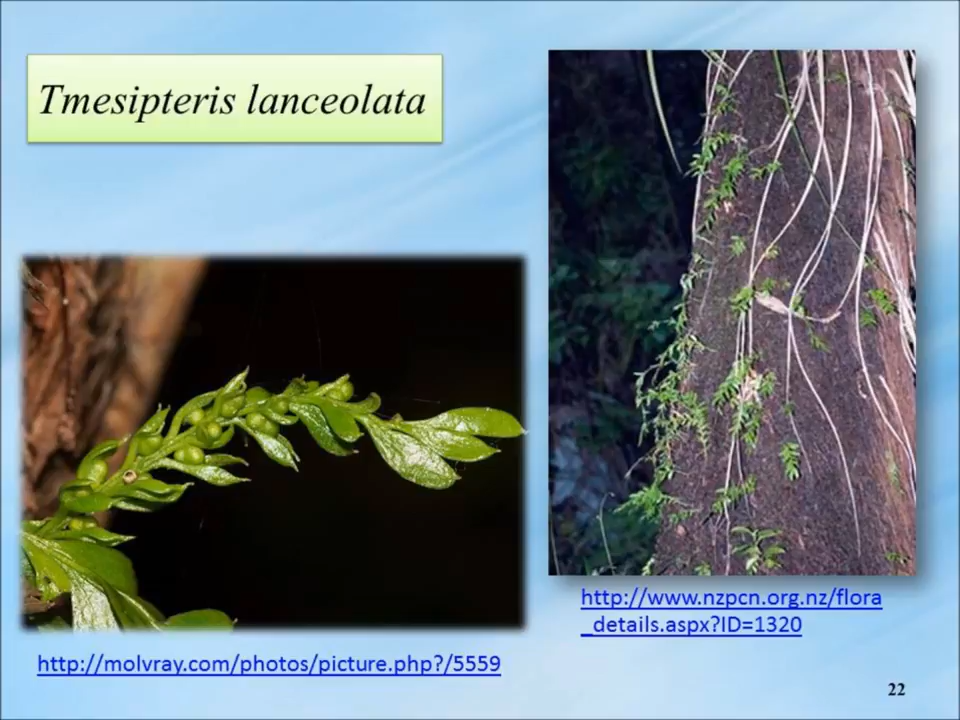 Tmesipteris lanceolata
http://www.nzpcn.org.nz/flora
_details.aspx?ID=1320
http://molvray.com/photos/picture.php?/5559
22